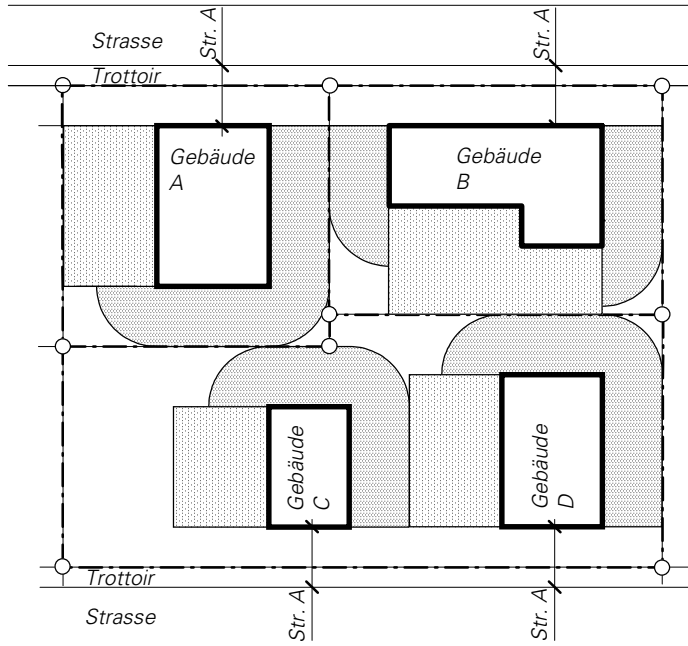 Strasse
Str. A
Str. A
Trottoir
Gebäude
A
Gebäude
B
Gebäude
C
Gebäude
D
Trottoir
Strasse
Str. A
Str. A